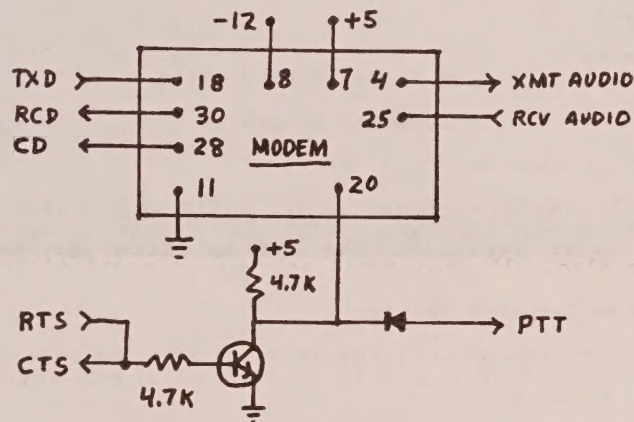 -12 +5
TXD 18 8 7 4 XMT AUDIO
RCD 30 25 RCV AUDIO
CD 28 MODEM
11 20
+5
4.7K
RTS PTT
CTS
4.7K